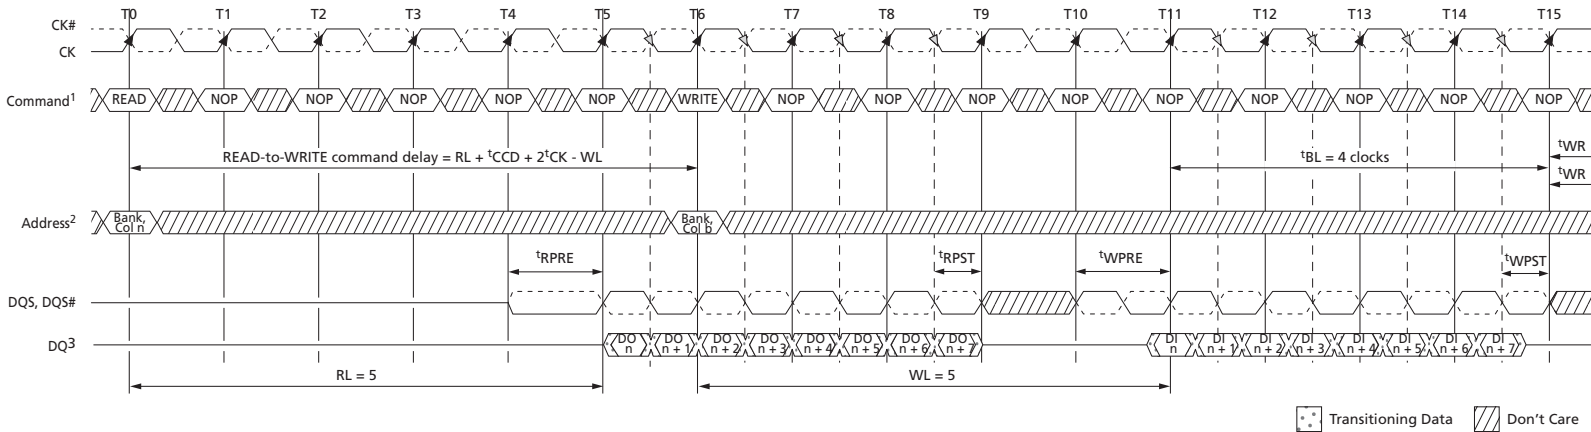 T0 T1 T2 T3 T4 T5 T6 T7 T8 T9 T10 T11 T12 T13 T14 T15
CK#
CK
Command1 READ NOP NOP NOP NOP NOP WRITE NOP NOP NOP NOP NOP NOP NOP NOP NOP
READ-to-WRITE command delay = RL + tCCD + 2tCK - WL
tBL = 4 clocks
tWR
tWR
Address2
Bank,
Col n
Bank,
Col b
tRPRE tRPST tWPRE tWPST
DQS, DQS#
DQ3
DO
n
DO
n + 1
DO
n + 2
DO
n + 3
DO
n + 4
DO
n + 5
DO
n + 6
DO
n + 7
DI
n
DI
n + 1
DI
n + 2
DI
n + 3
DI
n + 4
DI
n + 5
DI
n + 6
DI
n + 7
RL = 5
WL = 5
Transitioning Data
Don't Care